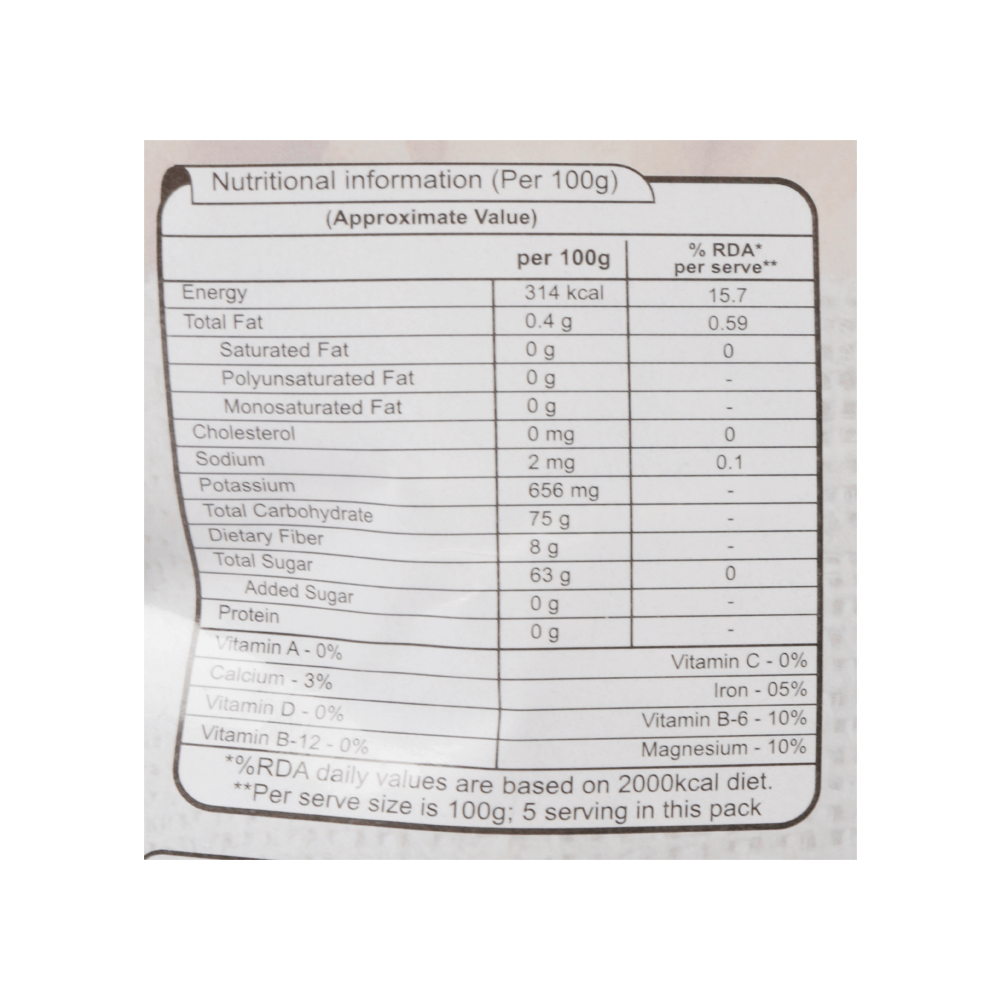 Nutritional information (Per 100g)
(Approximate Value)
per 100g % RDA* per serve**
Energy 314 kcal 15.7
Total Fat 0.4 g 0.59
Saturated Fat 0 g 0
Polyunsaturated Fat 0 g -
Monosaturated Fat 0 g -
Cholesterol 0 mg 0
Sodium 2 mg 0.1
Potassium 656 mg -
Total Carbohydrate 75 g -
Dietary Fiber 8 g -
Total Sugar 63 g 0
Added Sugar 0 g -
Protein 0 g -
Vitamin A - 0% Vitamin C - 0%
Calcium - 3% Iron - 05%
Vitamin D - 0% Vitamin B-6 - 10%
Vitamin B-12 - 0% Magnesium - 10%
*%RDA daily values are based on 2000kcal diet.
**Per serve size is 100g; 5 serving in this pack